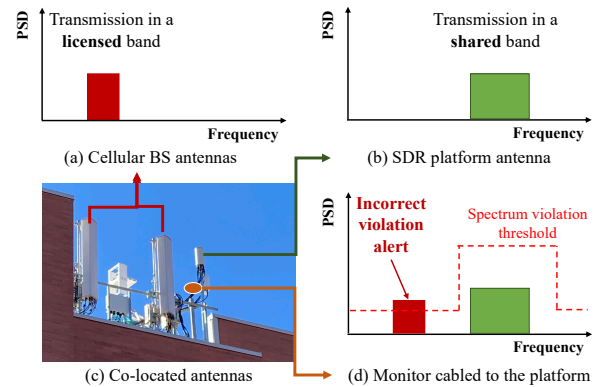 PSD
Transmission in a
licensed band
Frequency
(a) Cellular BS antennas
PSD
Transmission in a
shared band
Frequency
(b) SDR platform antenna
(c) Co-located antennas
PSD
Incorrect
violation
alert
Spectrum violation
threshold
Frequency
(d) Monitor cabled to the platform